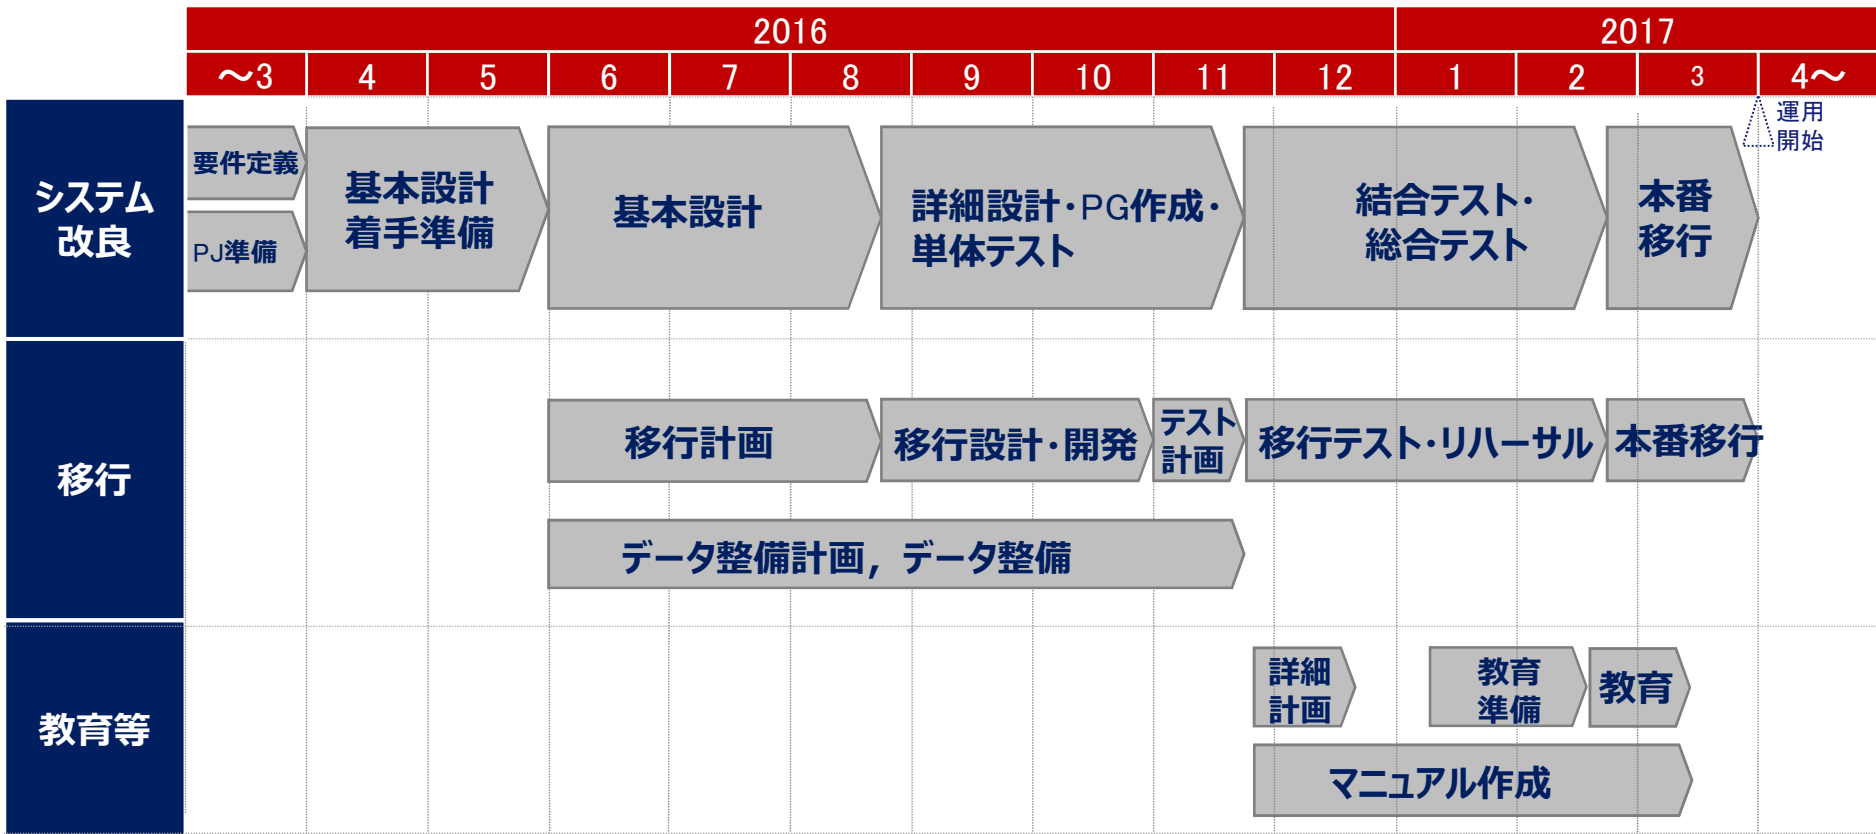 2016
2017
～3
4
5
6
7
8
9
10
11
12
1
2
3
4～
運用
開始
システム
改良
要件定義
PJ準備
基本設計
着手準備
基本設計
詳細設計・PG作成・
単体テスト
結合テスト・
総合テスト
本番
移行
移行
移行計画
移行設計・開発
テスト
計画
移行テスト・リハーサル
本番移行
データ整備計画，データ整備
教育等
詳細
計画
教育
準備
教育
マニュアル作成